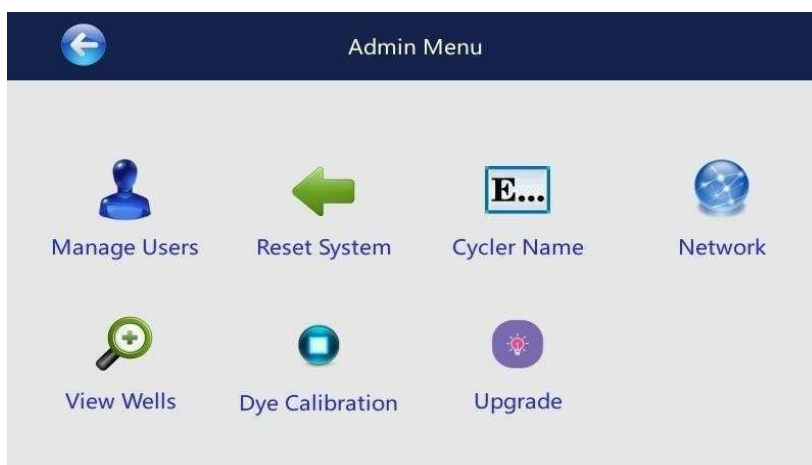 Admin Menu
E...
Manage Users
Reset System
Cycler Name
Network
View Wells
Dye Calibration
Upgrade